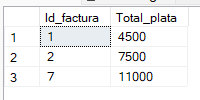 Id_factura Total_plata
1 1 4500
2 2 7500
3 7 11000